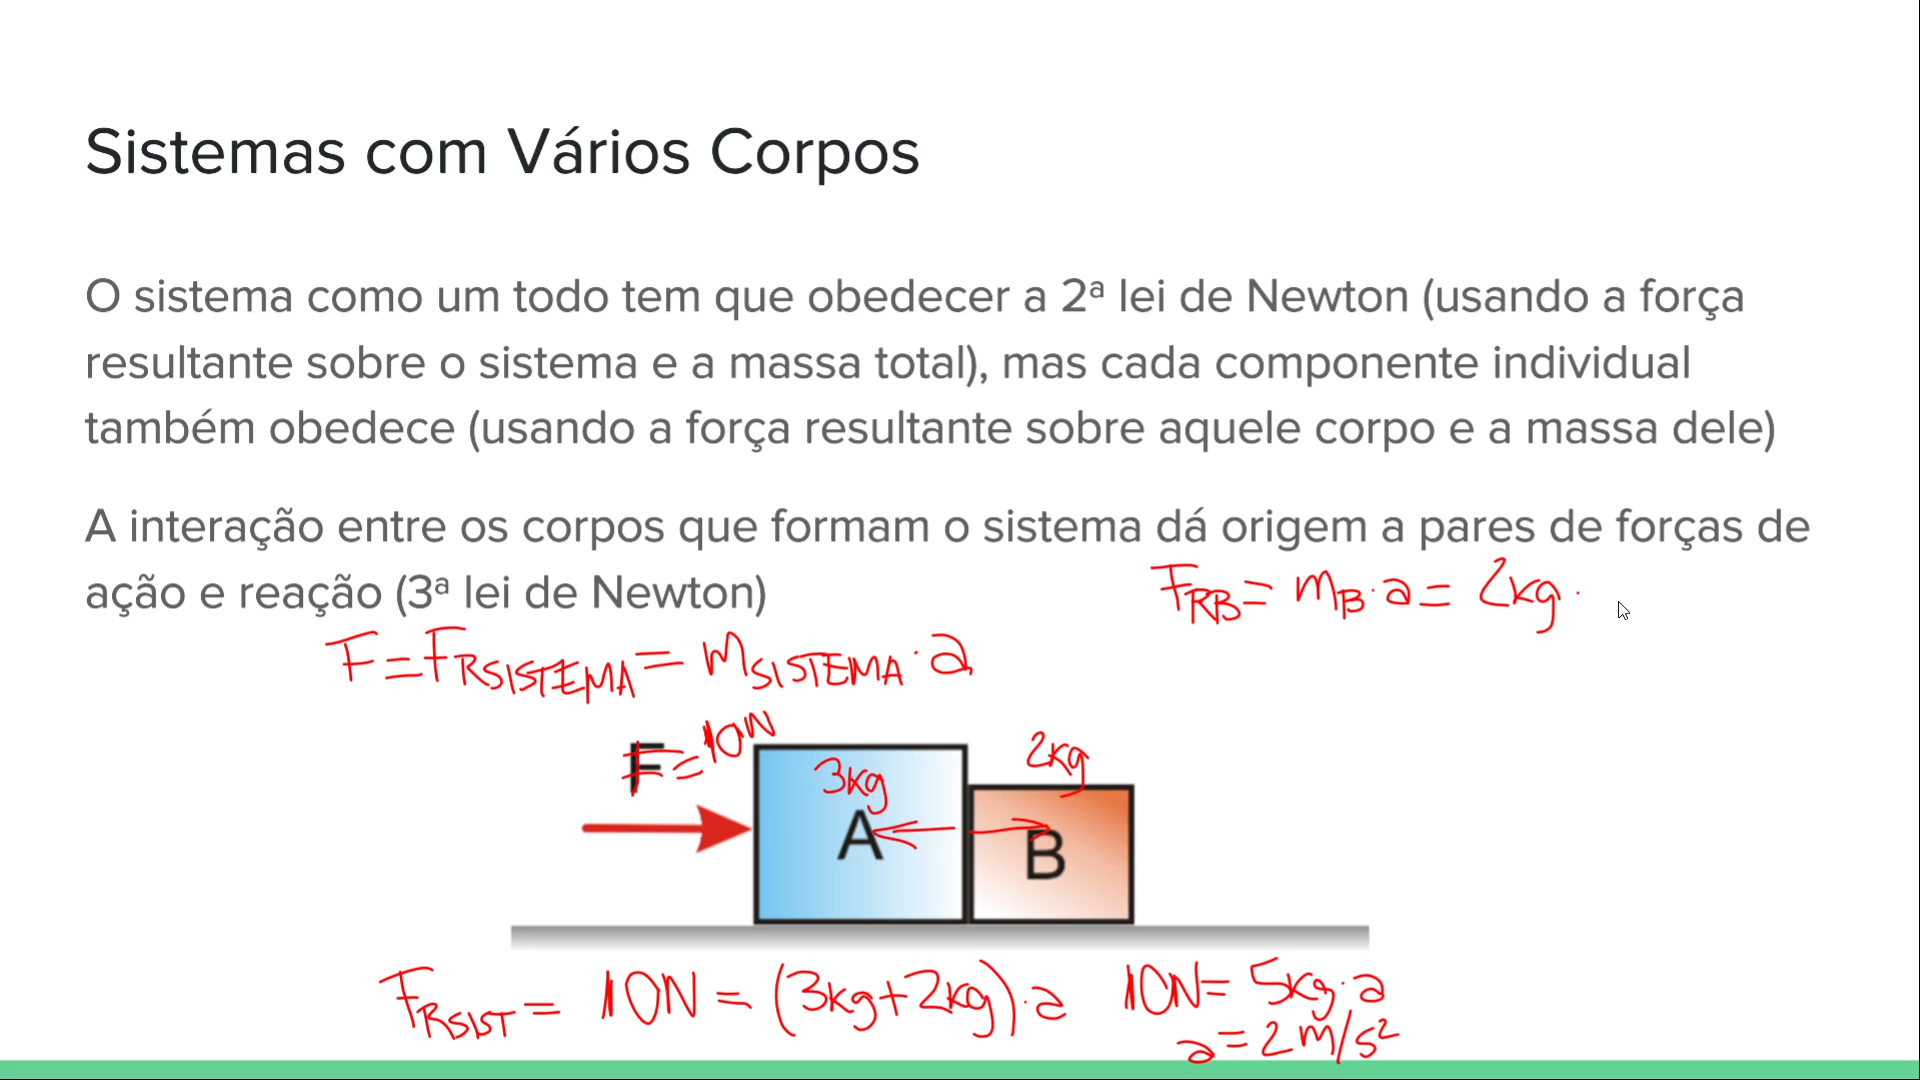 Sistemas com Vários Corpos
O sistema como um todo tem que obedecer a 2ª lei de Newton (usando a força
resultante sobre o sistema e a massa total), mas cada componente individual
também obedece (usando a força resultante sobre aquele corpo e a massa dele)
A interação entre os corpos que formam o sistema dá origem a pares de forças de
ação e reação (3ª lei de Newton)
FRB = mB·a = 2kg ·
F = FRSISTEMA = mSISTEMA · a
F = 10N
3kg
2kg
A
B
FRSIST = 10N = (3kg+2kg)·a
10N = 5kg·a
a = 2m/s²